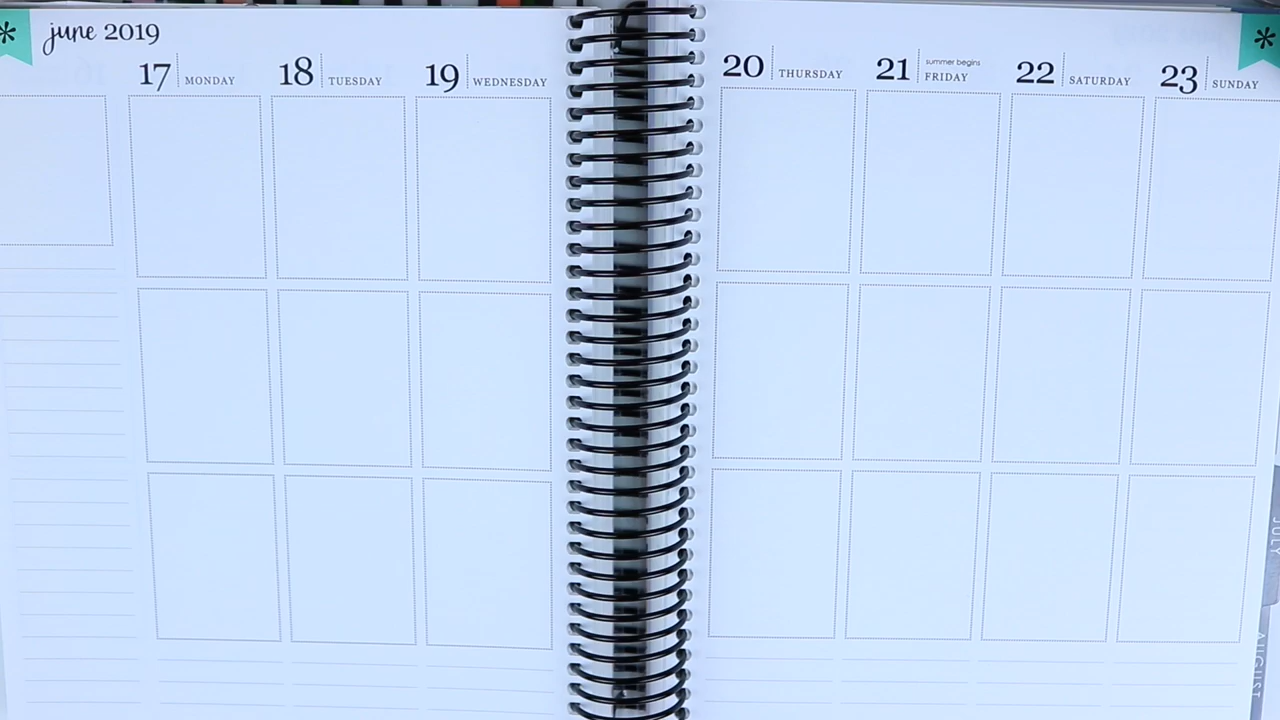 june 2019
17 MONDAY
18 TUESDAY
19 WEDNESDAY
20 THURSDAY
21 summer begins FRIDAY
22 SATURDAY
23 SUNDAY
JULY
AUGUST